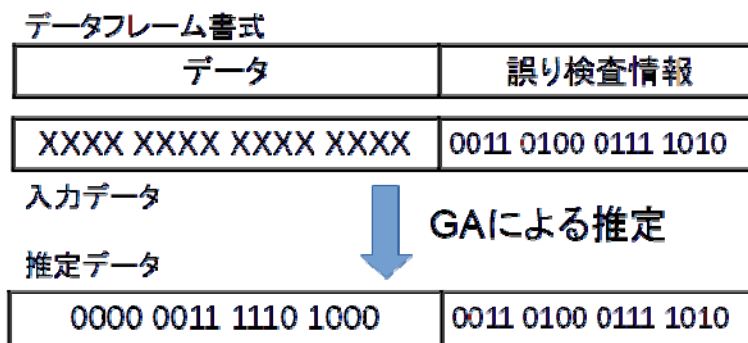 データフレーム書式
データ 誤り検査情報
XXXX XXXX XXXX XXXX 0011 0100 0111 1010
入力データ
GAによる推定
推定データ
0000 0011 1110 1000 0011 0100 0111 1010